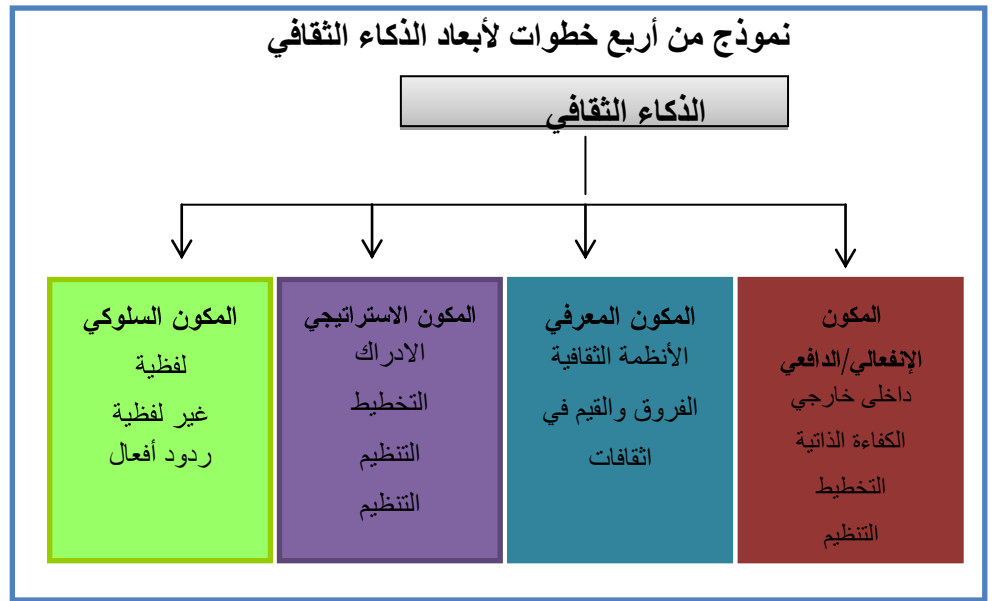 نموذج من أربع خطوات لأبعاد الذكاء الثقافي
الذكاء الثقافي
المكون
الإنفعالي/الدافعي
داخلى خارجي
الكفاءة الذاتية
التخطيط
التنظيم
المكون المعرفي
الأنظمة الثقافية
الفروق والقيم في
اثقافات
المكون الاستراتيجي
الادراك
التخطيط
التنظيم
التنظيم
المكون السلوكي
لفظية
غير لفظية
ردود أفعال